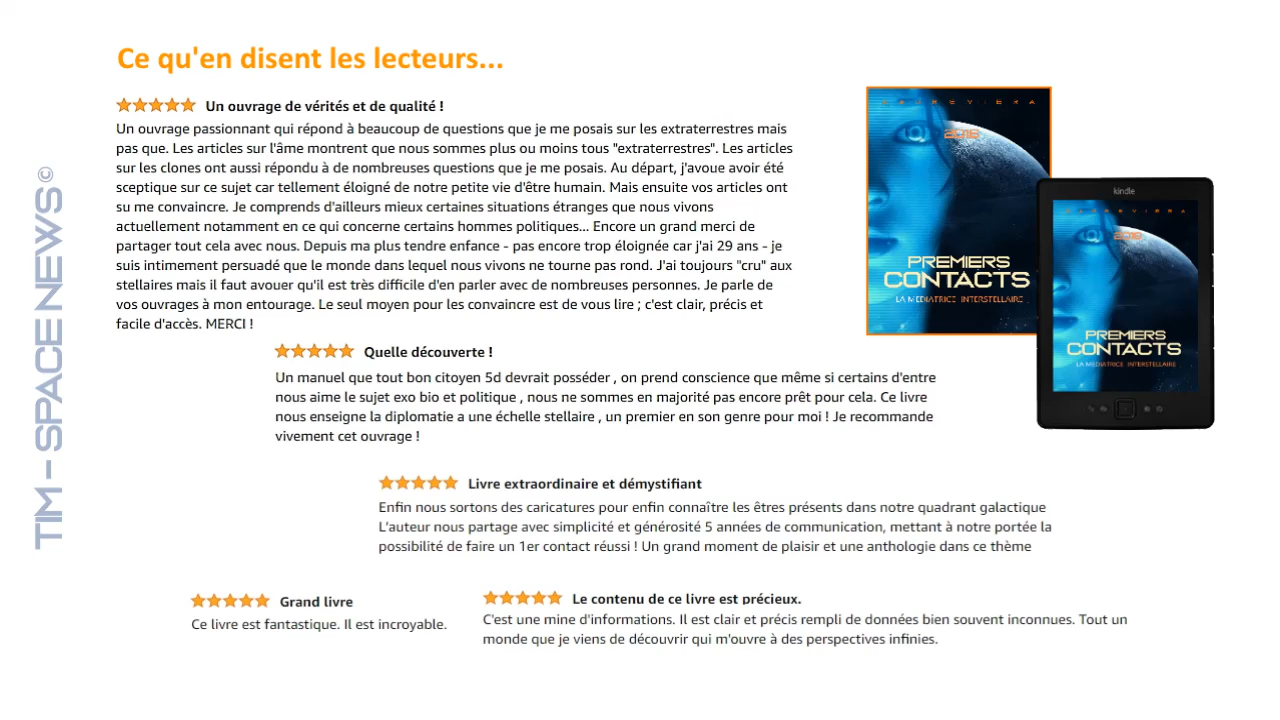 Ce qu'en disent les lecteurs...
Un ouvrage de vérités et de qualité !
Un ouvrage passionnant qui répond à beaucoup de questions que je me posais sur les extraterrestres mais
pas que. Les articles sur l'âme montrent que nous sommes plus ou moins tous "extraterrestres". Les articles
sur les clones ont aussi répondu à de nombreuses questions que je me posais. Au départ, j'avoue avoir été
sceptique sur ce sujet car tellement éloigné de notre petite vie d'être humain. Mais ensuite vos articles ont
su me convaincre. Je comprends d'ailleurs mieux certaines situations étranges que nous vivons
actuellement notamment en ce qui concerne certains hommes politiques... Encore un grand merci de
partager tout cela avec nous. Depuis ma plus tendre enfance - pas encore trop éloignée car j'ai 29 ans - je
suis intimement persuadé que le monde dans lequel nous vivons ne tourne pas rond. J'ai toujours "cru" aux
stellaires mais il faut avouer qu'il est très difficile d'en parler avec de nombreuses personnes. Je parle de
vos ouvrages à mon entourage. Le seul moyen pour les convaincre est de vous lire ; c'est clair, précis et
facile d'accès. MERCI !
Quelle découverte !
Un manuel que tout bon citoyen 5d devrait posséder , on prend conscience que même si certains d'entre
nous aime le sujet exo bio et politique , nous ne sommes en majorité pas encore prêt pour cela. Ce livre
nous enseigne la diplomatie a une échelle stellaire , un premier en son genre pour moi ! Je recommande
vivement cet ouvrage !
Livre extraordinaire et démystifiant
Enfin nous sortons des caricatures pour enfin connaître les êtres présents dans notre quadrant galactique
L'auteur nous partage avec simplicité et générosité 5 années de communication, mettant à notre portée la
possibilité de faire un 1er contact réussi ! Un grand moment de plaisir et une anthologie dans ce thème
Grand livre
Ce livre est fantastique. Il est incroyable.
Le contenu de ce livre est précieux.
C'est une mine d'informations. Il est clair et précis rempli de données bien souvent inconnues. Tout un
monde que je viens de découvrir qui m'ouvre à des perspectives infinies.
TIM – SPACE NEWS©
2018
PREMIERS
CONTACTS
LA MEDIATRICE INTERSTELLAIRE
kindle
2018
PREMIERS
CONTACTS
LA MEDIATRICE INTERSTELLAIRE